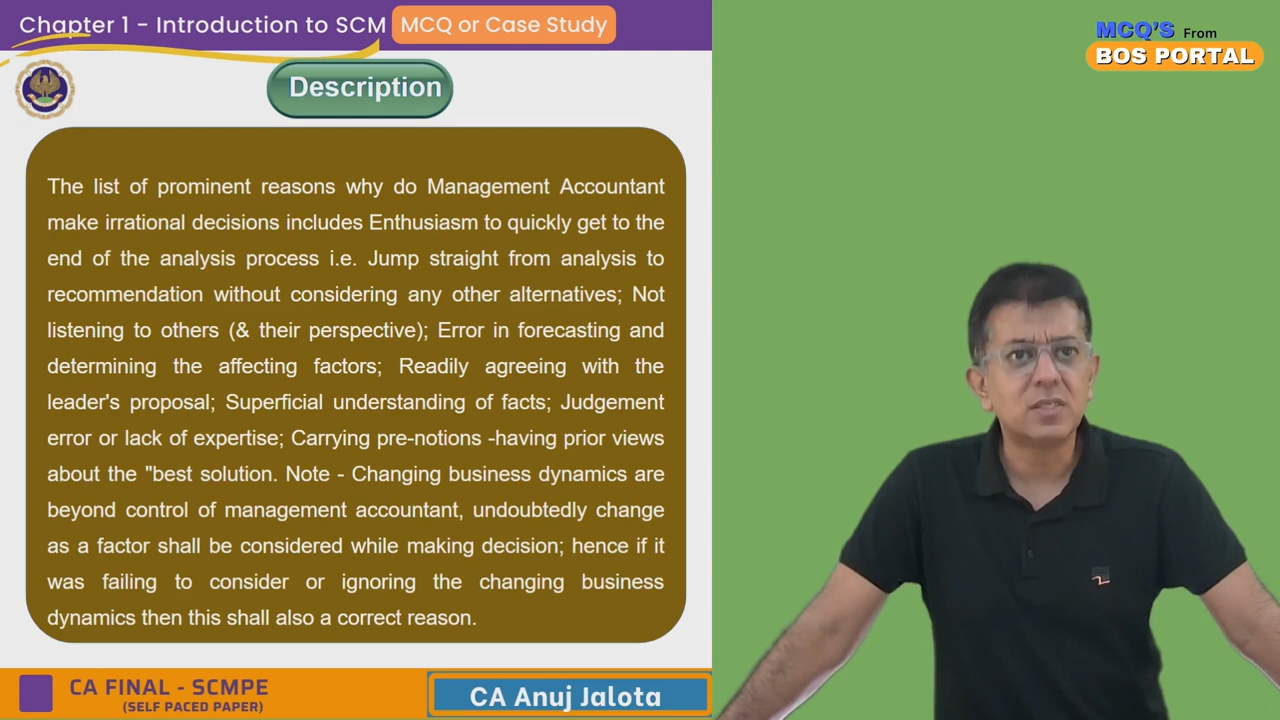 Chapter 1 - Introduction to SCM MCQ or Case Study
MCQ'S From
BOS PORTAL
Description
The list of prominent reasons why do Management Accountant
make irrational decisions includes Enthusiasm to quickly get to the
end of the analysis process i.e. Jump straight from analysis to
recommendation without considering any other alternatives; Not
listening to others (& their perspective); Error in forecasting and
determining the affecting factors; Readily agreeing with the
leader's proposal; Superficial understanding of facts; Judgement
error or lack of expertise; Carrying pre-notions -having prior views
about the "best solution. Note - Changing business dynamics are
beyond control of management accountant, undoubtedly change
as a factor shall be considered while making decision; hence if it
was failing to consider or ignoring the changing business
dynamics then this shall also a correct reason.
CA FINAL - SCMPE
(SELF PACED PAPER)
CA Anuj Jalota